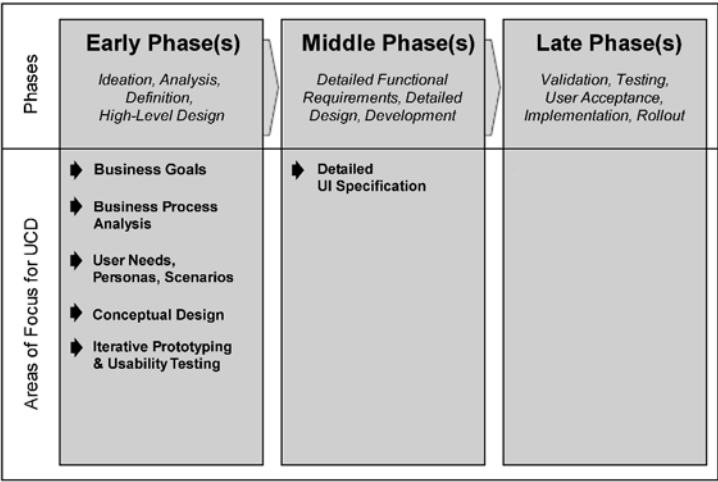 Phases
Early Phase(s)
Ideation, Analysis,
Definition,
High-Level Design
Middle Phase(s)
Detailed Functional
Requirements, Detailed
Design, Development
Late Phase(s)
Validation, Testing,
User Acceptance,
Implementation, Rollout
Areas of Focus for UCD
Business Goals
Business Process
Analysis
User Needs,
Personas, Scenarios
Conceptual Design
Iterative Prototyping
& Usability Testing
Detailed
UI Specification